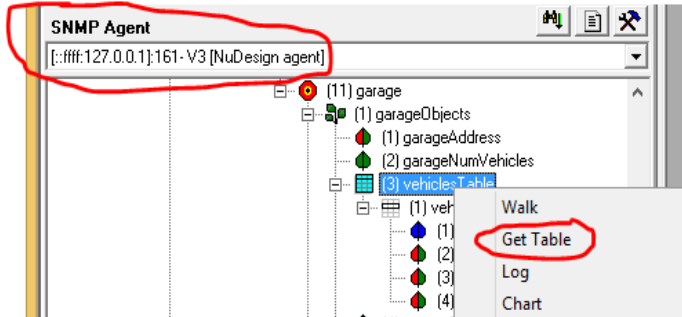 SNMP Agent
[::ffff:127.0.0.1]:161- V3 [NuDesign agent]
(11) garage
(1) garageObjects
(1) garageAddress
(2) garageNumVehicles
(3) vehiclesTable
(1) veh
Walk
(1)
Get Table
(2)
(3)
Log
(4)
Chart